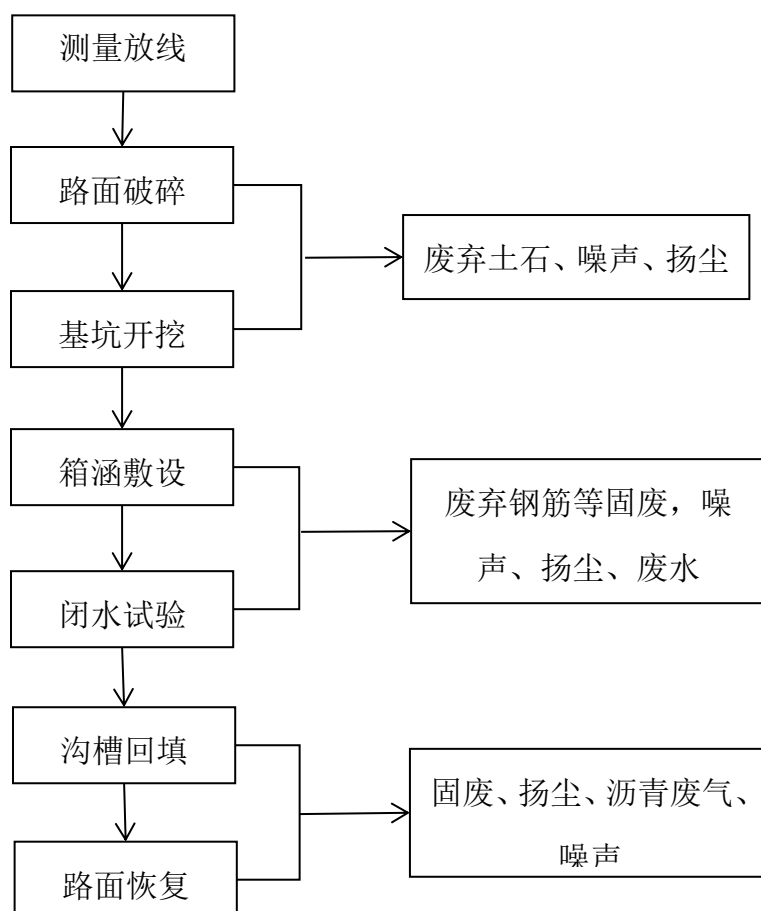 测量放线
路面破碎
废弃土石、噪声、扬尘
基坑开挖
箱涵敷设
废弃钢筋等固废，噪
声、扬尘、废水
闭水试验
沟槽回填
固废、扬尘、沥青废气、
噪声
路面恢复